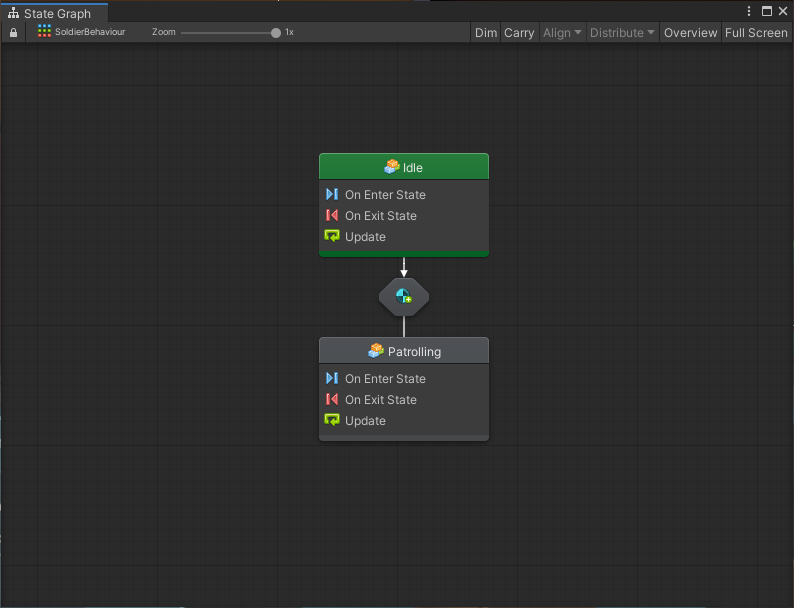 State Graph
SoldierBehaviour Zoom 1x Dim Carry Align Distribute Overview Full Screen
Idle
On Enter State
On Exit State
Update
Patrolling
On Enter State
On Exit State
Update